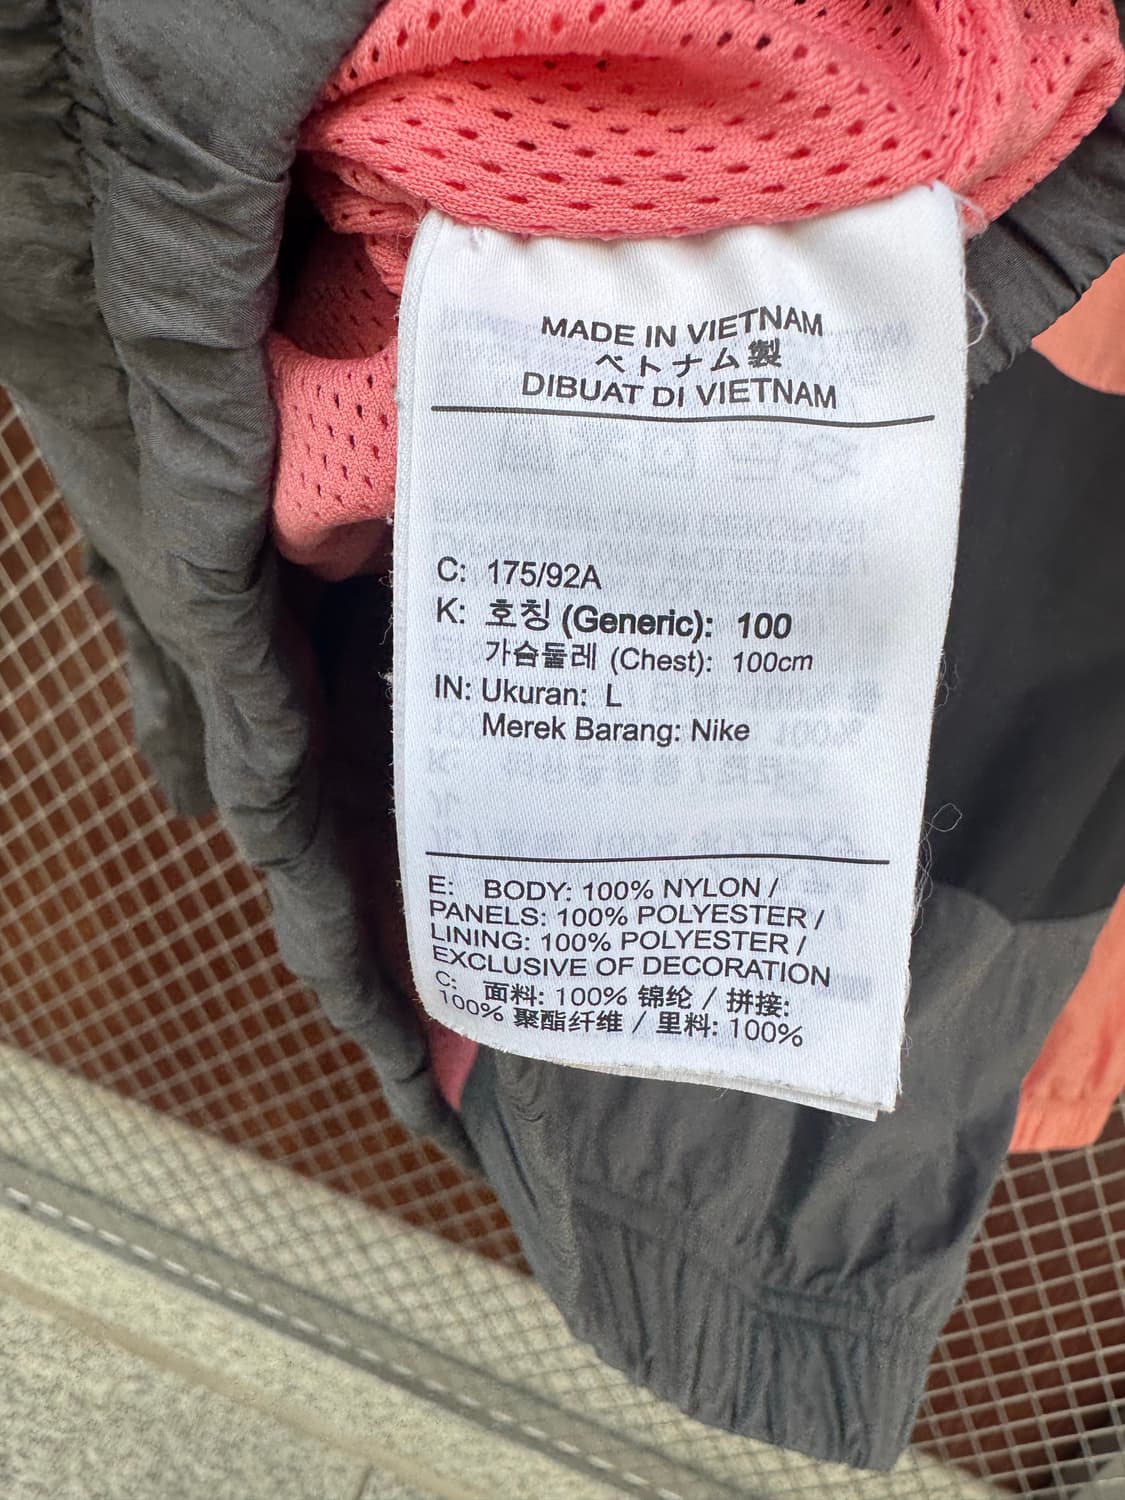 MADE IN VIETNAM
ベトナム製
DIBUAT DI VIETNAM
C: 175/92A
K: 호칭 (Generic): 100
가슴둘레 (Chest): 100cm
IN: Ukuran: L
Merek Barang: Nike
E: BODY: 100% NYLON /
PANELS: 100% POLYESTER /
LINING: 100% POLYESTER /
EXCLUSIVE OF DECORATION
C: 面料: 100% 锦纶 / 拼接:
100% 聚酯纤维 / 里料: 100%